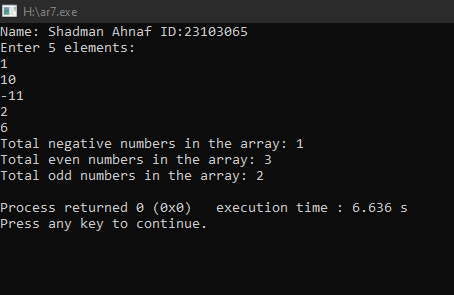 H:\ar7.exe
Name: Shadman Ahnaf ID:23103065
Enter 5 elements:
1
10
-11
2
6
Total negative numbers in the array: 1
Total even numbers in the array: 3
Total odd numbers in the array: 2
Process returned 0 (0x0)   execution time : 6.636 s
Press any key to continue.